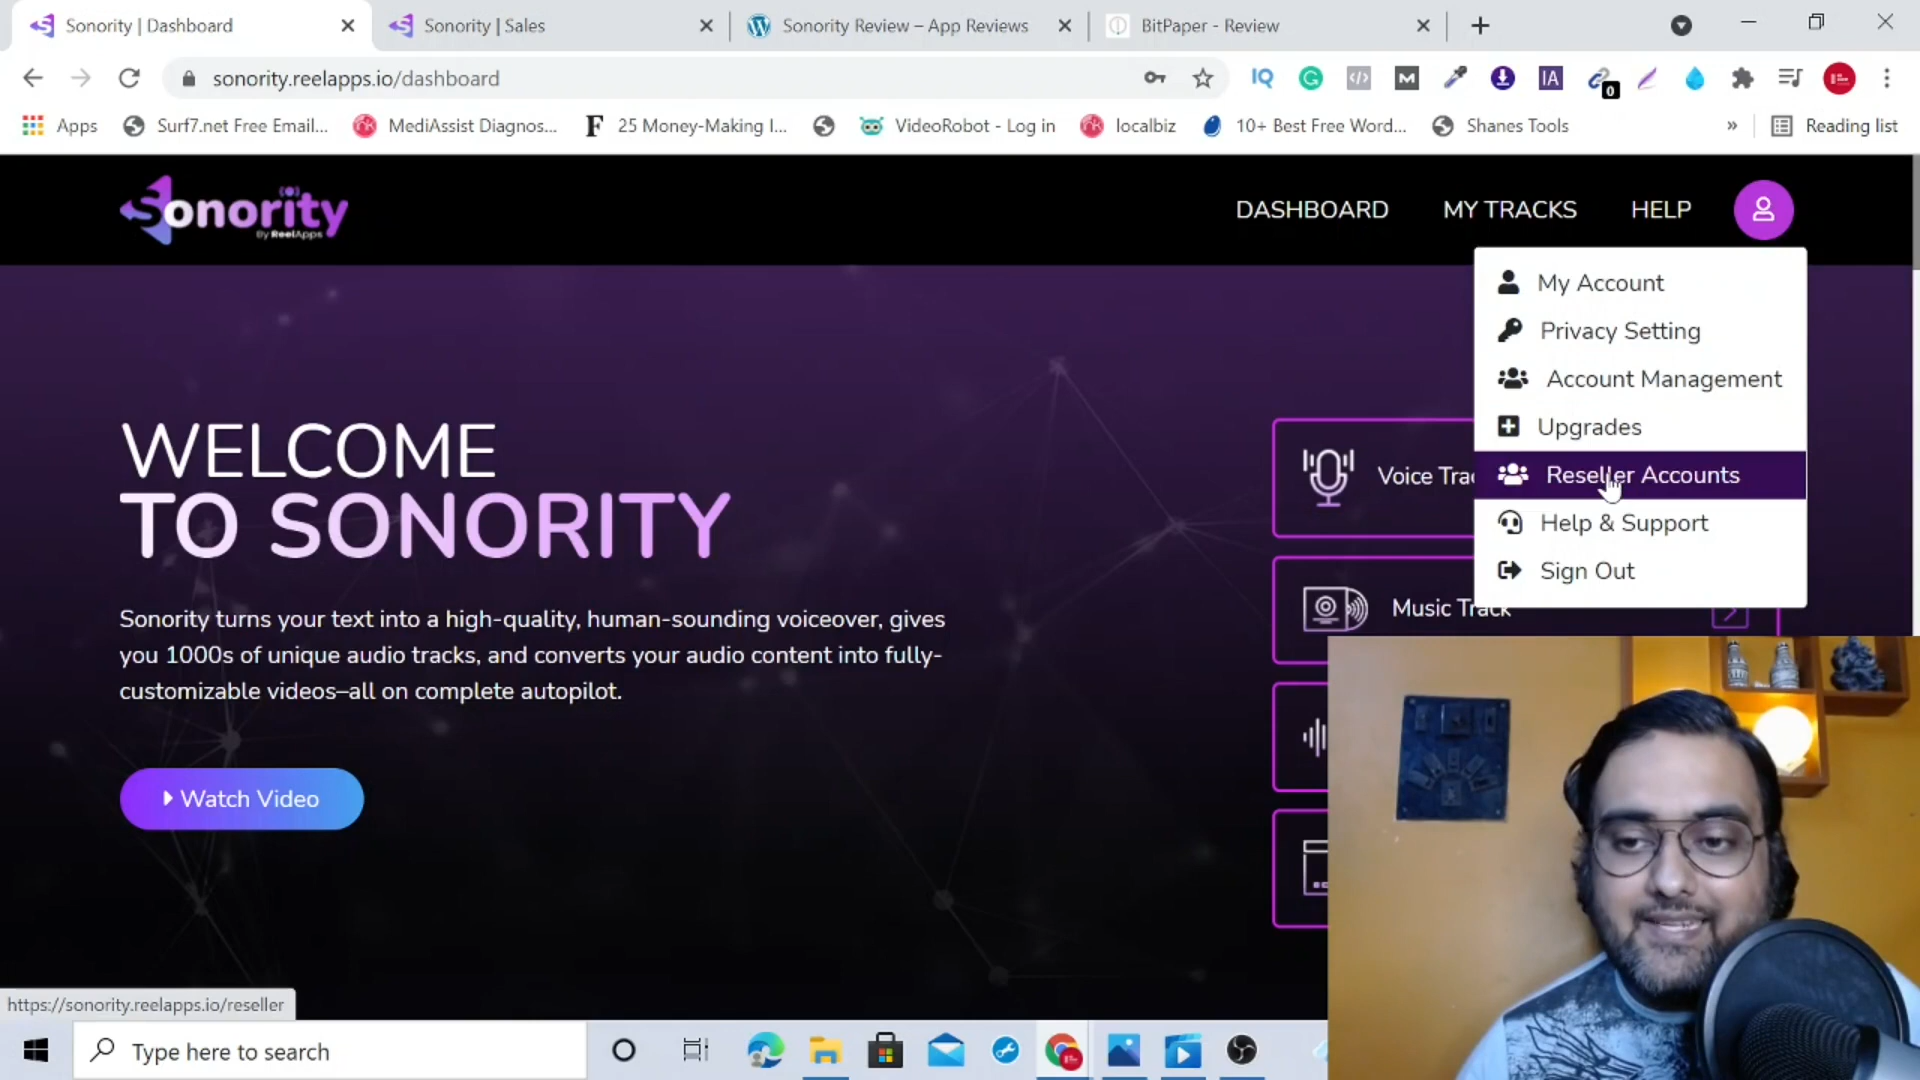 Sonority | Dashboard
Sonority | Sales
Sonority Review – App Reviews
BitPaper - Review
sonority.reelapps.io/dashboard
IQ
M
IA
0
Apps
Surf7.net Free Email...
MediAssist Diagnos...
F 25 Money-Making I...
VideoRobot - Log in
localbiz
10+ Best Free Word...
Shanes Tools
»
Reading list
Sonority
By ReelApps
DASHBOARD
MY TRACKS
HELP
My Account
Privacy Setting
Account Management
Upgrades
Reseller Accounts
Help & Support
Sign Out
WELCOME
TO SONORITY
Voice Trac
Music Track
Sonority turns your text into a high-quality, human-sounding voiceover, gives
you 1000s of unique audio tracks, and converts your audio content into fully-
customizable videos–all on complete autopilot.
Watch Video
https://sonority.reelapps.io/reseller
Type here to search